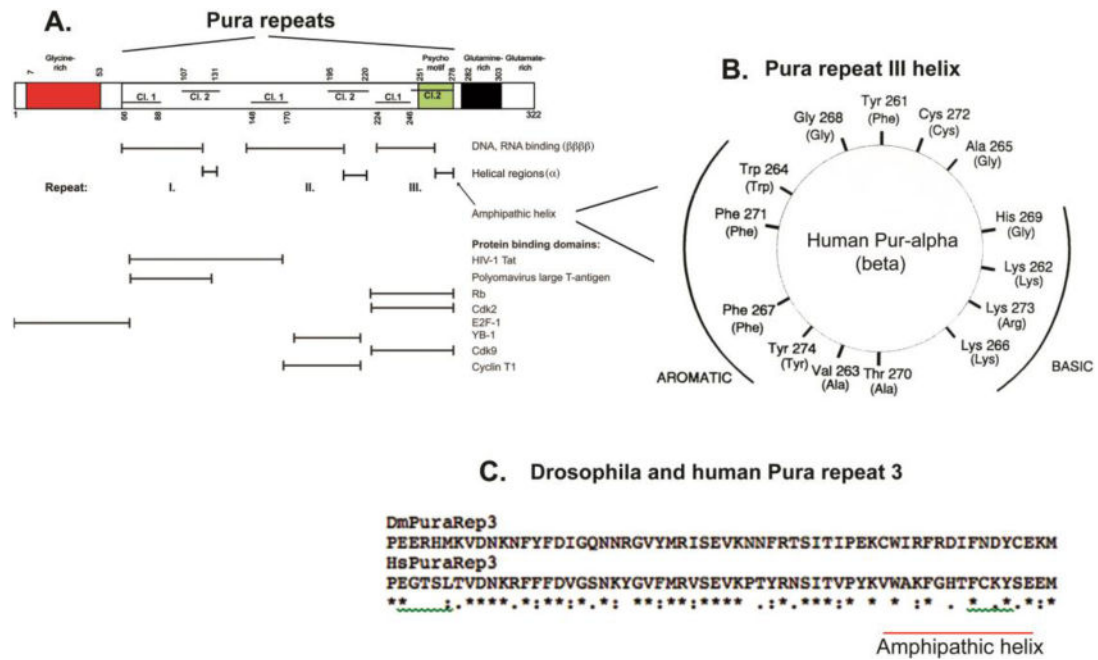 A.
Pura repeats
Glycine-
rich
Psycho
motif
Glutamine-
rich
Glutamate-
rich
7
53
107
131
195
220
251
278
282
303
Cl. 1
Cl. 2
Cl. 1
Cl. 2
Cl. 1
Cl.2
1
66
88
148
170
224
246
322
DNA, RNA binding (ββββ)
Helical regions(α)
Repeat:
I.
II.
III.
Amphipathic helix
Protein binding domains:
HIV-1 Tat
Polyomavirus large T-antigen
Rb
Cdk2
E2F-1
YB-1
Cdk9
Cyclin T1
B. Pura repeat III helix
Tyr 261
(Phe)
Cys 272
(Cys)
Ala 265
(Gly)
His 269
(Gly)
Lys 262
(Lys)
Lys 273
(Arg)
Lys 266
(Lys)
Thr 270
(Ala)
Val 263
(Ala)
Tyr 274
(Tyr)
Phe 267
(Phe)
Phe 271
(Phe)
Trp 264
(Trp)
Gly 268
(Gly)
Human Pur-alpha
(beta)
AROMATIC
BASIC
C. Drosophila and human Pura repeat 3
DmPuraRep3
PEERHMKVDNKNFYFDIGQNNRGVYMRISEVKNNFRTSITIPEKCWIRFRDIFNDYCEKM
HsPuraRep3
PEGTSLTVDNKRFFFDVGSNKYGVFMRVSEVKPTYRNSITVPYKVWAKFGHTFCKYSEEM
Amphipathic helix